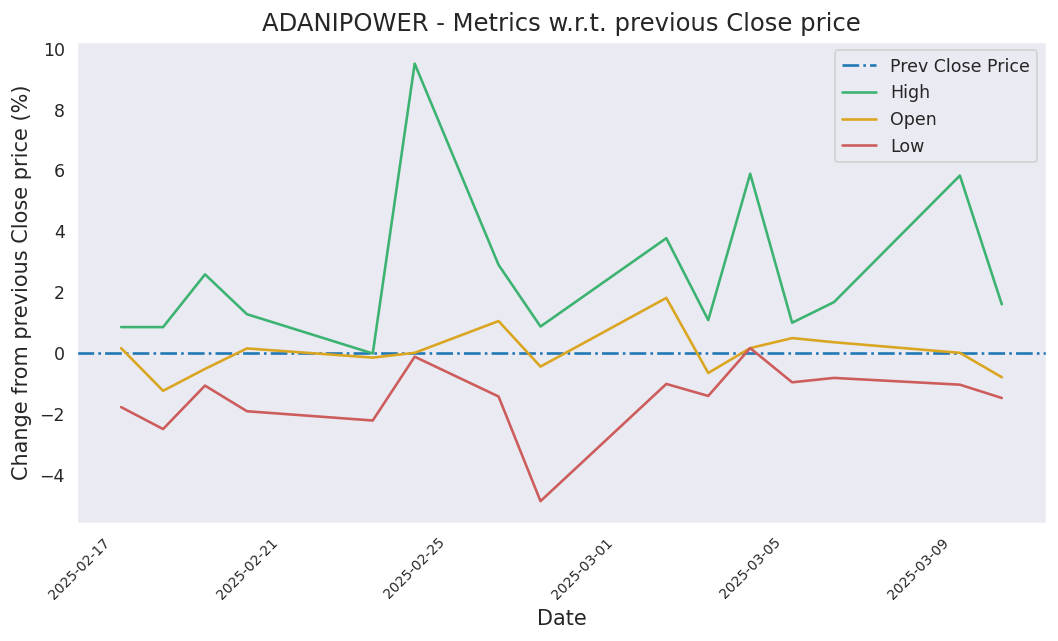 ADANIPOWER - Metrics w.r.t. previous Close price
Change from previous Close price (%)
10
8
6
4
2
0
−2
−4
Prev Close Price
High
Open
Low
2025-02-17
2025-02-21
2025-02-25
2025-03-01
2025-03-05
2025-03-09
Date